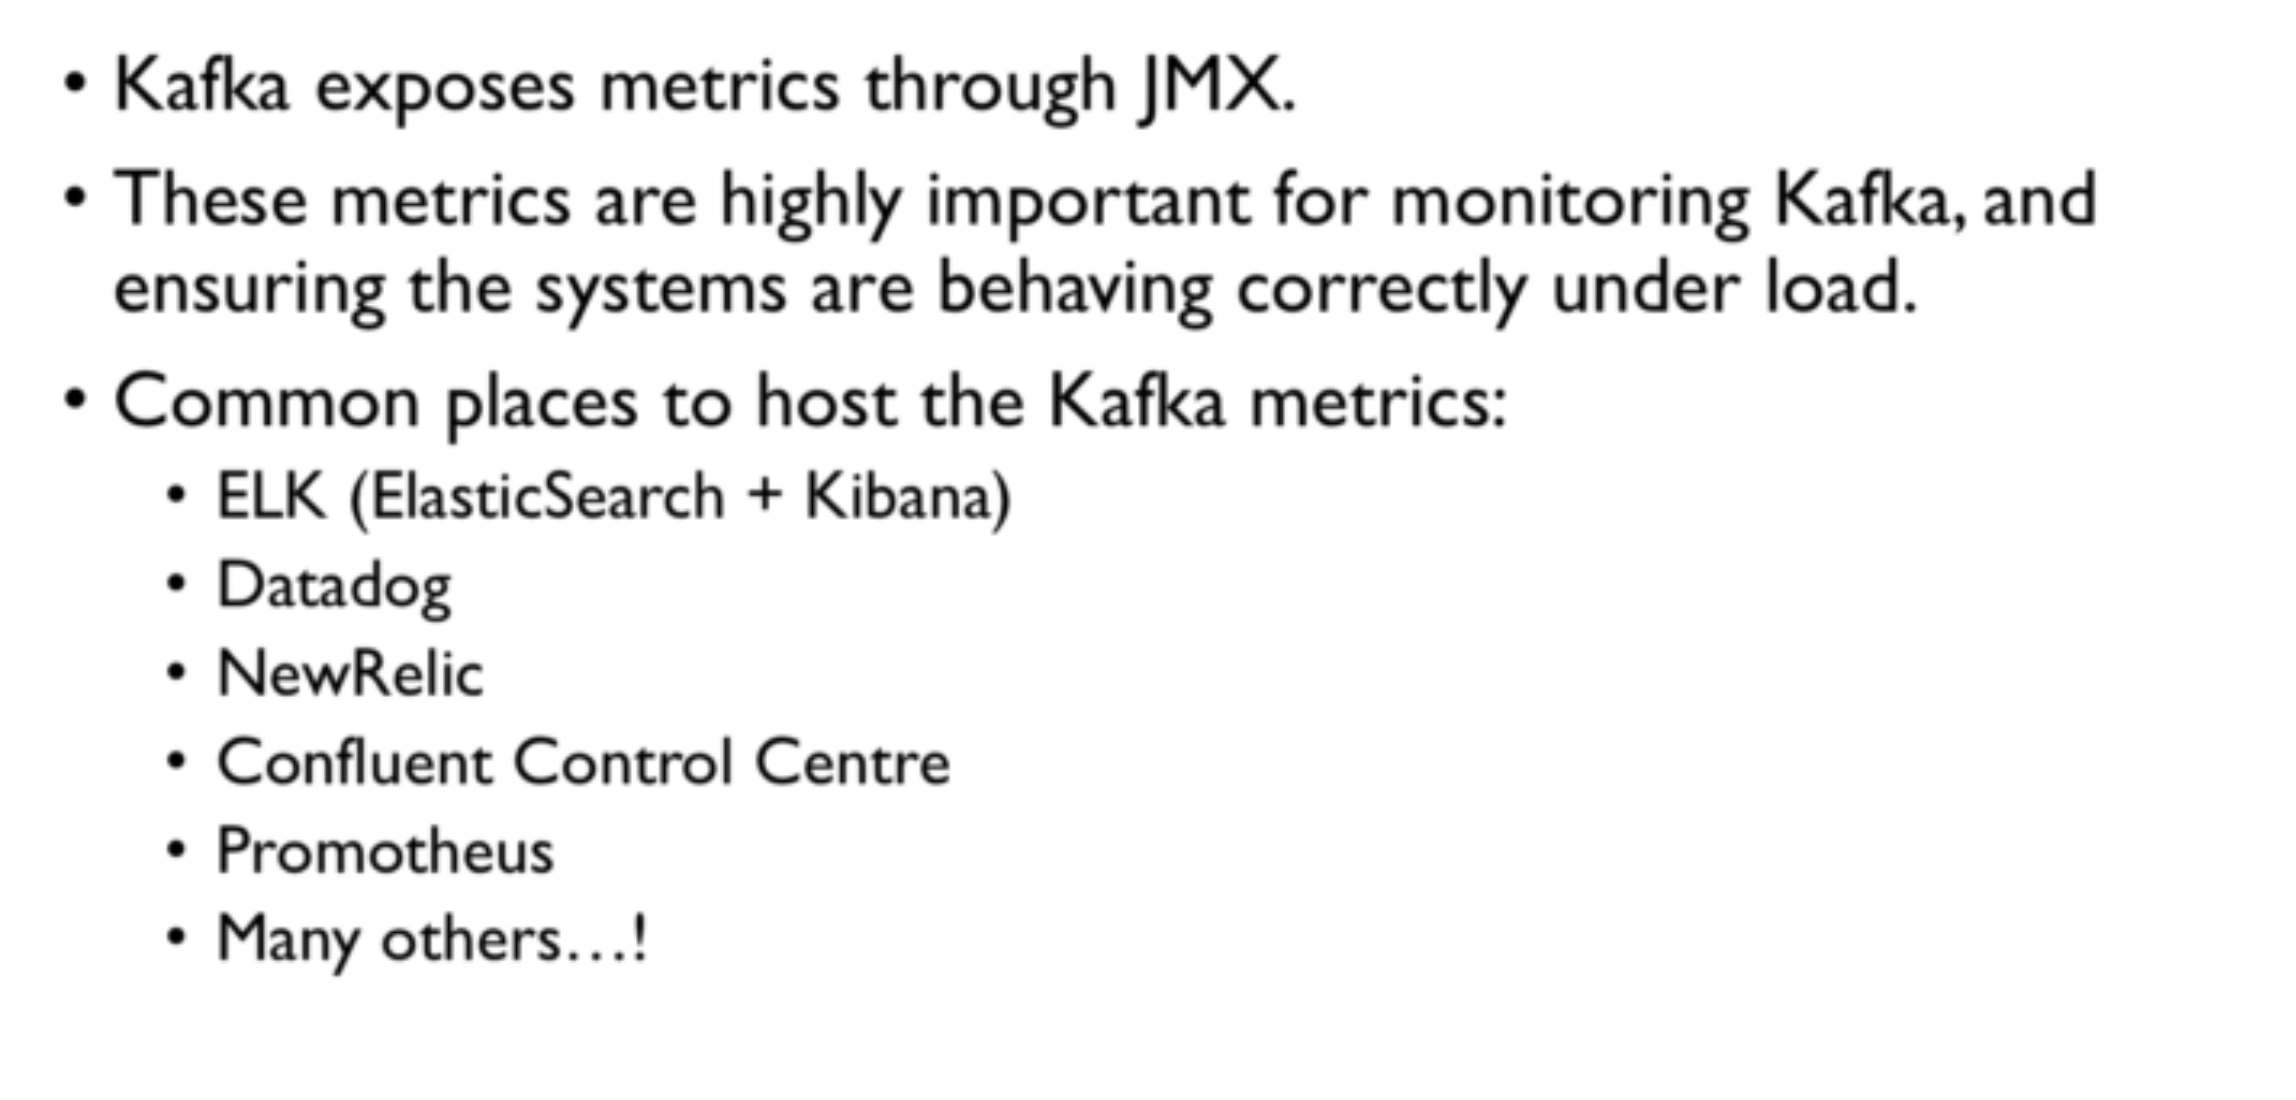 • Kafka exposes metrics through JMX.
• These metrics are highly important for monitoring Kafka, and
ensuring the systems are behaving correctly under load.
• Common places to host the Kafka metrics:
• ELK (ElasticSearch + Kibana)
• Datadog
• NewRelic
• Confluent Control Centre
• Promotheus
• Many others…!